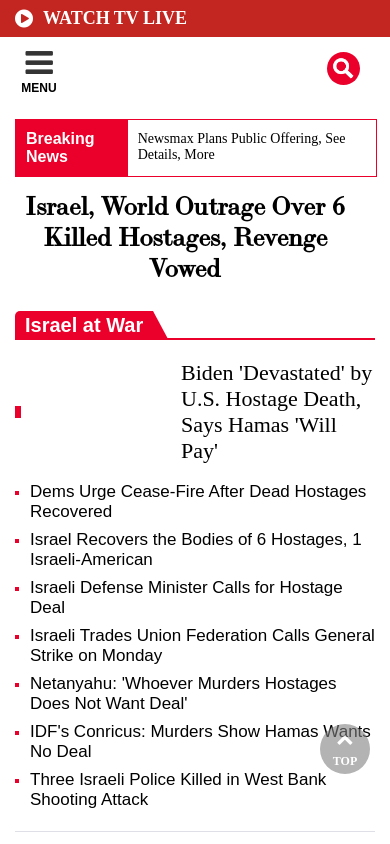 WATCH TV LIVE
MENU
Breaking
News
Newsmax Plans Public Offering, See
Details, More
Israel, World Outrage Over 6
Killed Hostages, Revenge
Vowed
Israel at War
Biden 'Devastated' by
U.S. Hostage Death,
Says Hamas 'Will
Pay'
Dems Urge Cease-Fire After Dead Hostages
Recovered
Israel Recovers the Bodies of 6 Hostages, 1
Israeli-American
Israeli Defense Minister Calls for Hostage
Deal
Israeli Trades Union Federation Calls General
Strike on Monday
Netanyahu: 'Whoever Murders Hostages
Does Not Want Deal'
IDF's Conricus: Murders Show Hamas Wants
No Deal
TOP
Three Israeli Police Killed in West Bank
Shooting Attack